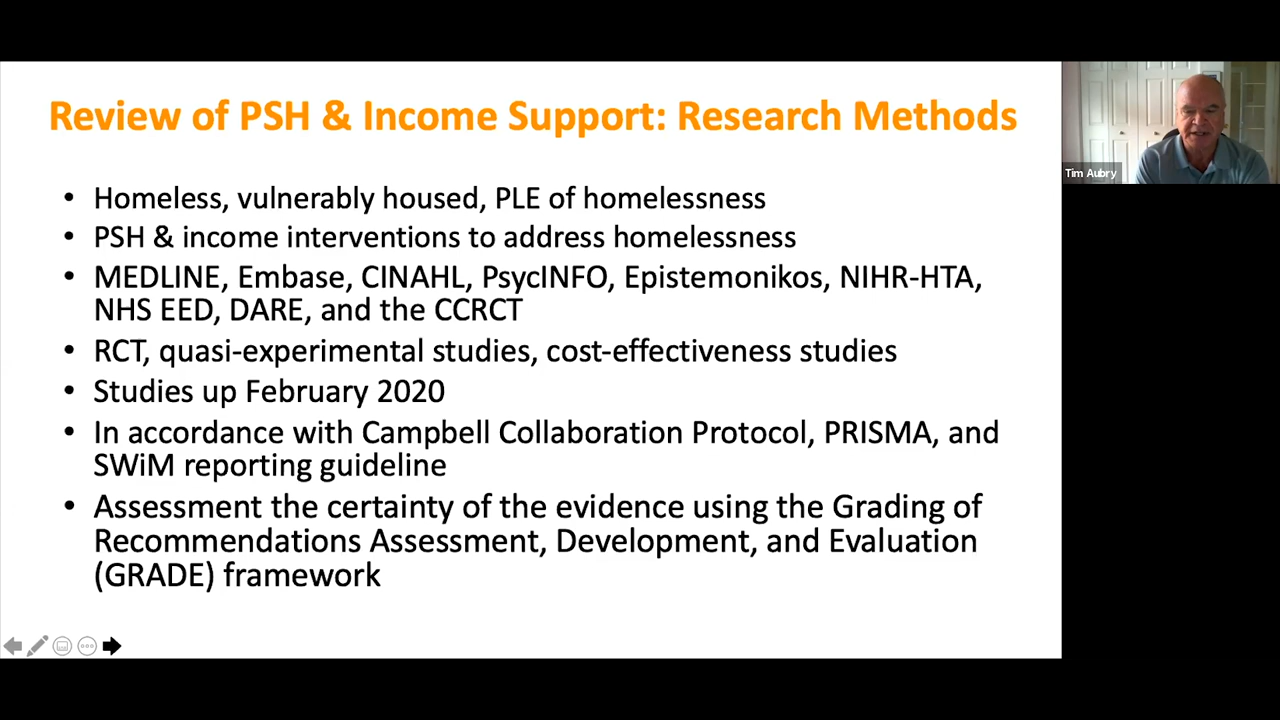 Review of PSH & Income Support: Research Methods
• Homeless, vulnerably housed, PLE of homelessness
• PSH & income interventions to address homelessness
• MEDLINE, Embase, CINAHL, PsycINFO, Epistemonikos, NIHR-HTA,
NHS EED, DARE, and the CCRCT
• RCT, quasi-experimental studies, cost-effectiveness studies
• Studies up February 2020
• In accordance with Campbell Collaboration Protocol, PRISMA, and
SWiM reporting guideline
• Assessment the certainty of the evidence using the Grading of
Recommendations Assessment, Development, and Evaluation
(GRADE) framework
Tim Aubry